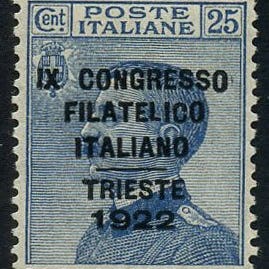 POSTE
Cent. ITALIANE 25
IX CONGRESSO
FILATELICO
ITALIANO
TRIESTE
1922